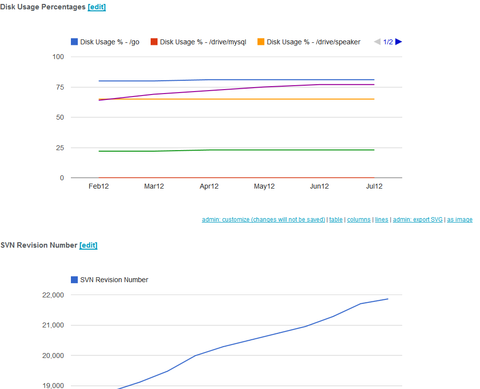 Disk Usage Percentages [edit]
Disk Usage % - /go Disk Usage % - /drive/mysql Disk Usage % - /drive/speaker 1/2
100
75
50
25
0
Feb12 Mar12 Apr12 May12 Jun12 Jul12
admin: customize (changes will not be saved) | table | columns | lines | admin: export SVG | as image
SVN Revision Number [edit]
SVN Revision Number
22,000
21,000
20,000
19,000